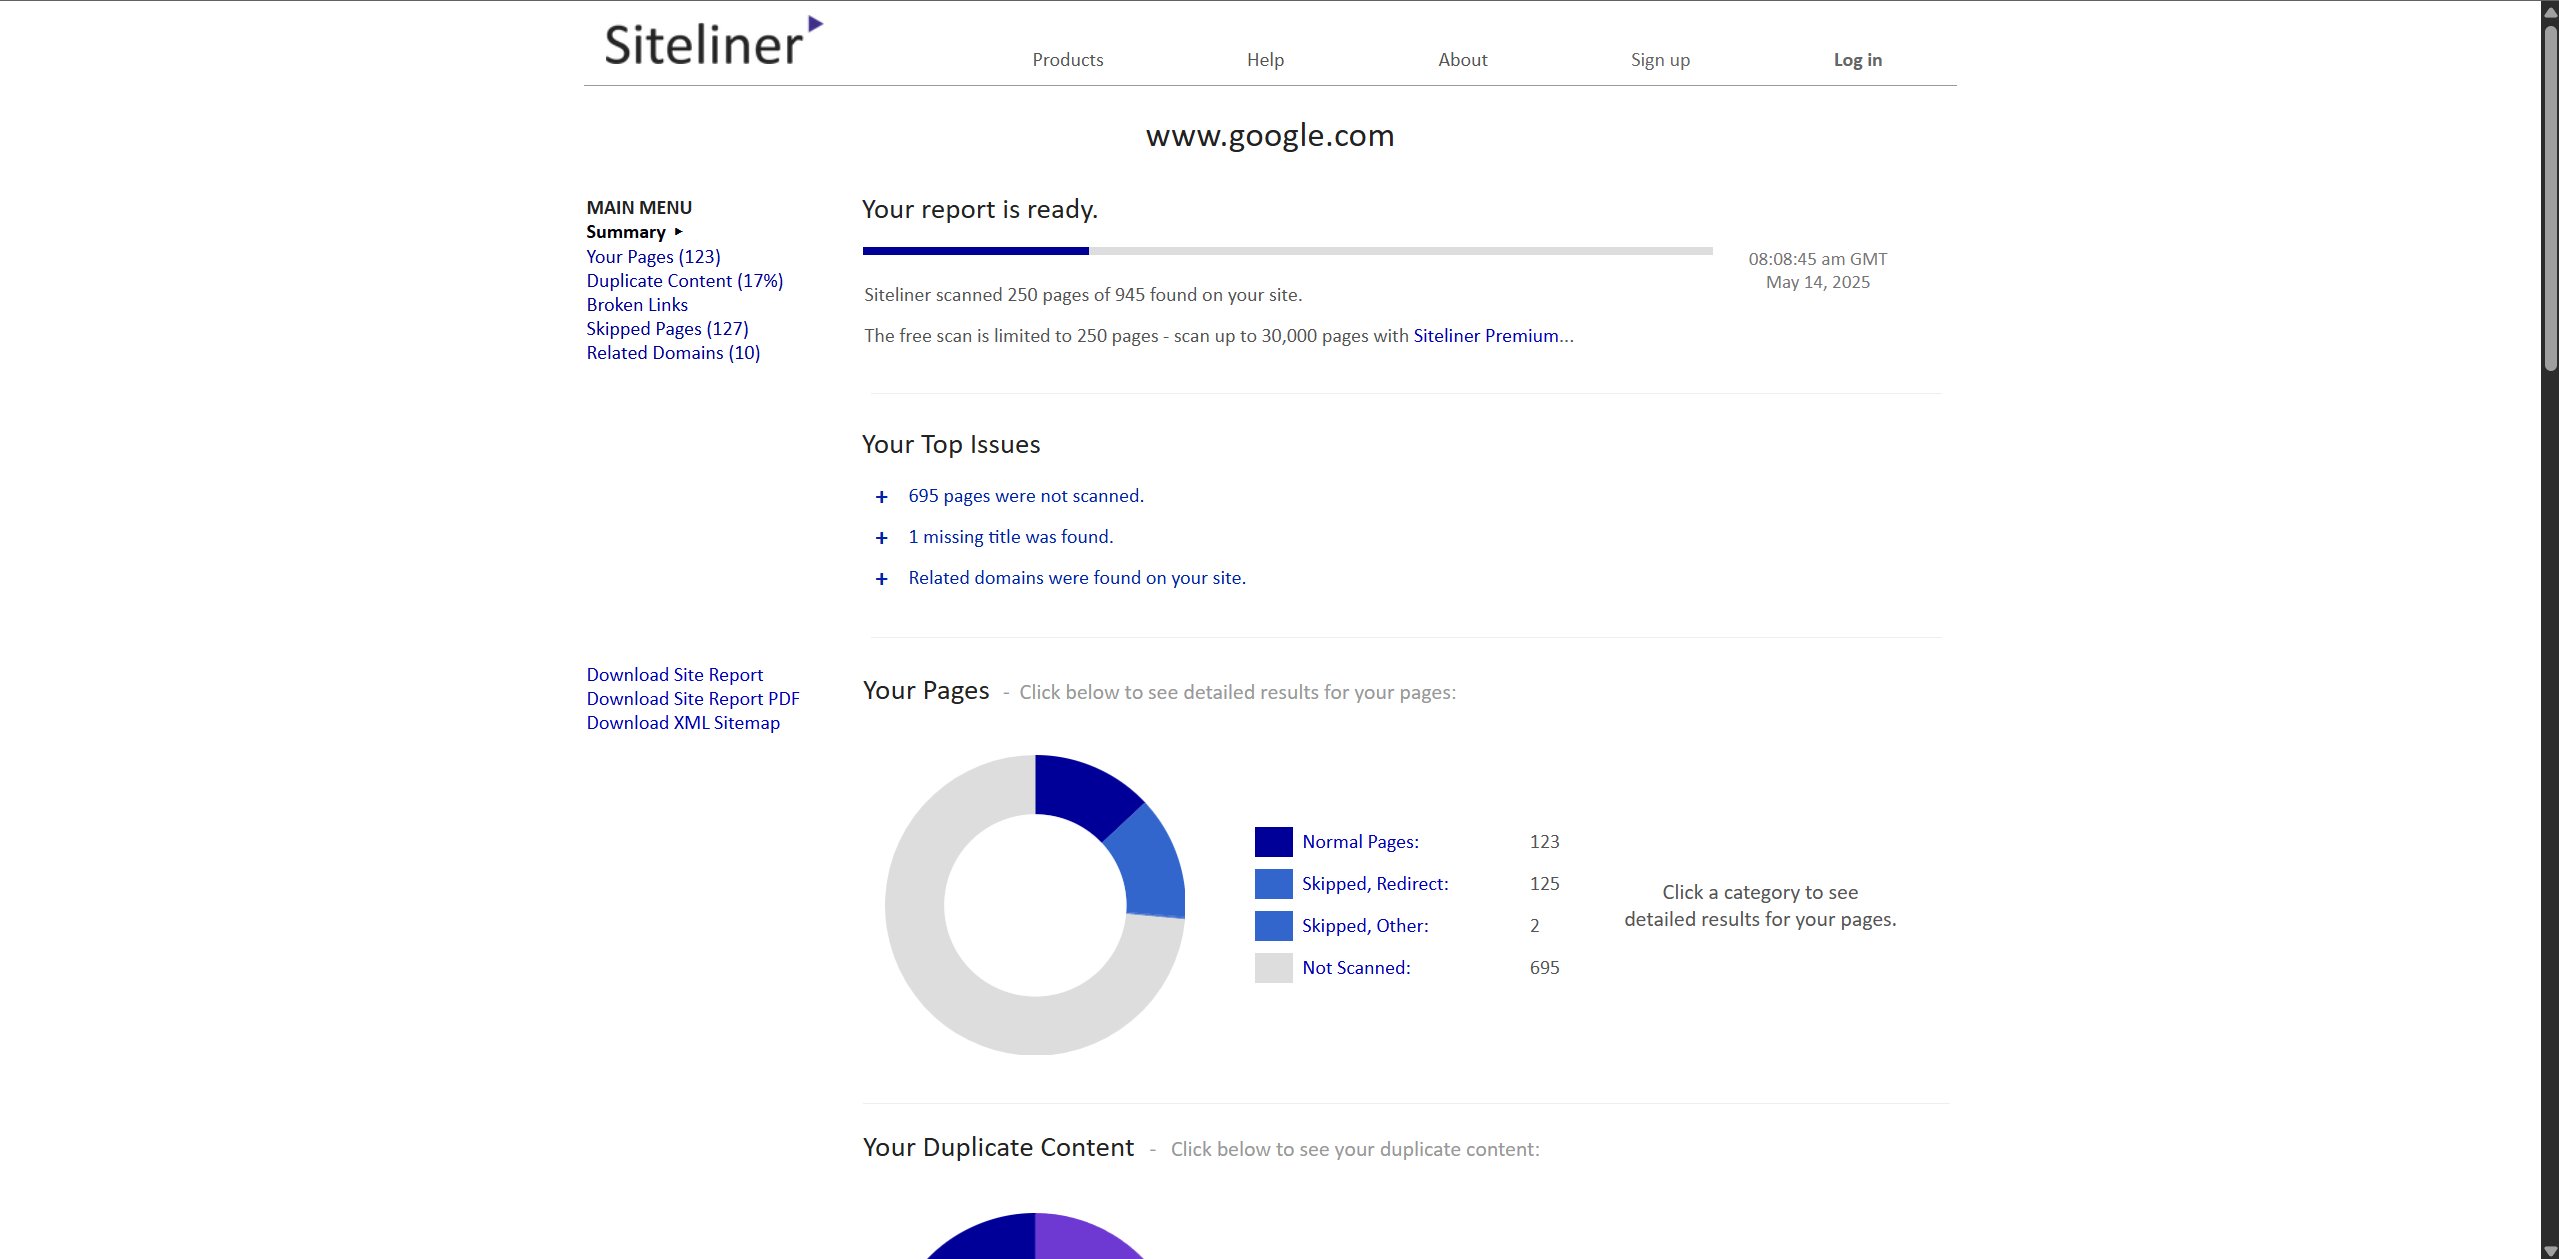 Siteliner
Products Help About Sign up Log in
www.google.com
MAIN MENU
Summary ▸
Your Pages (123)
Duplicate Content (17%)
Broken Links
Skipped Pages (127)
Related Domains (10)
Your report is ready.
08:08:45 am GMT
May 14, 2025
Siteliner scanned 250 pages of 945 found on your site.
The free scan is limited to 250 pages - scan up to 30,000 pages with Siteliner Premium...
Your Top Issues
+ 695 pages were not scanned.
+ 1 missing title was found.
+ Related domains were found on your site.
Download Site Report
Download Site Report PDF
Download XML Sitemap
Your Pages - Click below to see detailed results for your pages:
Normal Pages: 123
Skipped, Redirect: 125
Skipped, Other: 2
Not Scanned: 695
Click a category to see
detailed results for your pages.
Your Duplicate Content - Click below to see your duplicate content: